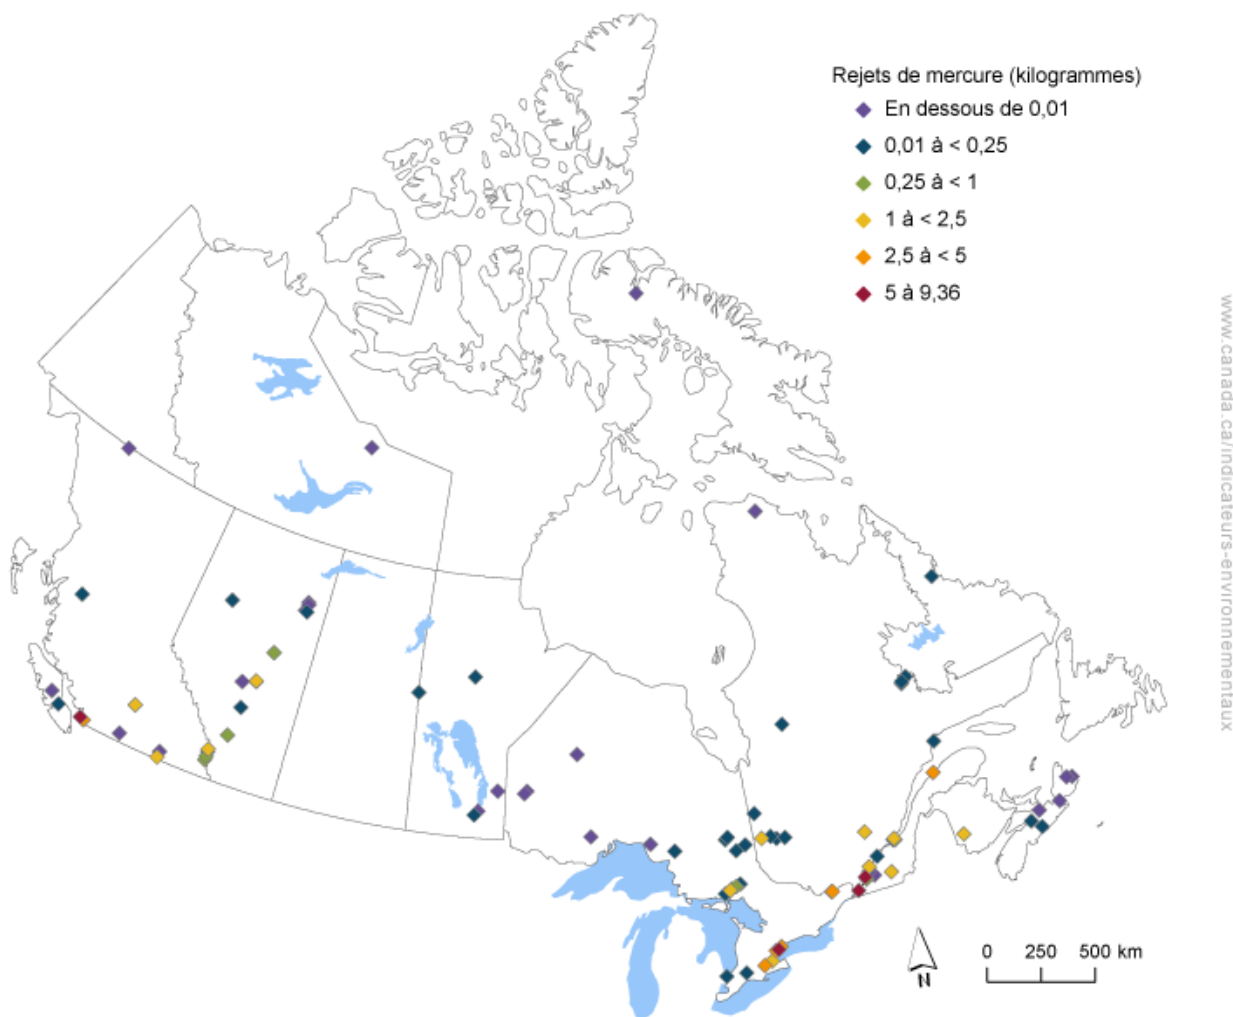 Rejets de mercure (kilogrammes)
En dessous de 0,01
0,01 à < 0,25
0,25 à < 1
1 à < 2,5
2,5 à < 5
5 à 9,36
www.canada.ca/indicateurs-environnementaux
N
0 250 500 km